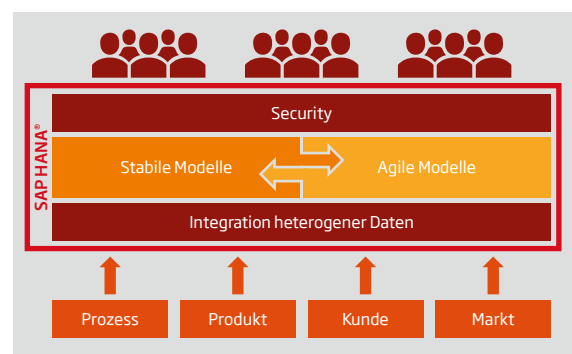 SAP HANA®
Security
Stabile Modelle
Agile Modelle
Integration heterogener Daten
Prozess
Produkt
Kunde
Markt